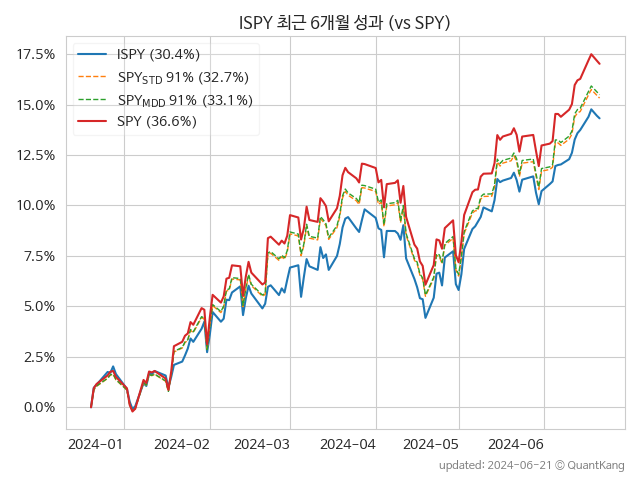 ISPY 최근 6개월 성과 (vs SPY)
ISPY (30.4%)
SPY_STD 91% (32.7%)
SPY_MDD 91% (33.1%)
SPY (36.6%)
17.5%
15.0%
12.5%
10.0%
7.5%
5.0%
2.5%
0.0%
2024-01 2024-02 2024-03 2024-04 2024-05 2024-06
updated: 2024-06-21 © QuantKang